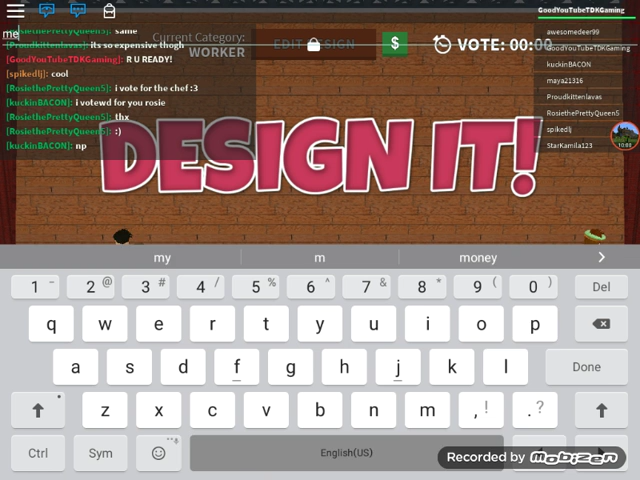 GoodYouTubeTDKGaming
me
[RosiethePrettyQueen5]: same
[Proudkittenlavas]: its so expensive thogh
[GoodYouTubeTDKGaming]: R U READY!
[spikedlj]: cool
[RosiethePrettyQueen5]: i vote for the chef :3
[kuckinBACON]: i votewd for you rosie
[RosiethePrettyQueen5]: thx
[RosiethePrettyQueen5]: :)
[kuckinBACON]: np
Current Category:
WORKER
EDIT DESIGN
$
VOTE: 00:00
awesomedeer99
GoodYouTubeTDKGaming
kuckinBACON
maya21316
Proudkittenlavas
RosiethePrettyQueen5
spikedlj
StarKamila123
10:00
DESIGN IT!
my m money
1 _ 2 @ 3 # 4 / 5 % 6 ^ 7 & 8 * 9 ( 0 ) Del
q w e r t y u i o p
a s d f g h j k l Done
z x c v b n m , ! . ?
Ctrl Sym English(US)
Recorded by Mobizen